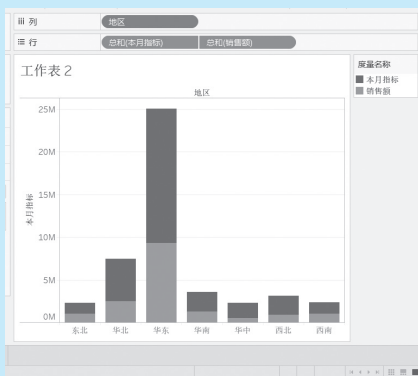 iii 列
地区
行
总和(本月指标) 总和(销售额)
工作表 2
地区
度量名称
本月指标
销售额
25M
20M
15M
10M
5M
0M
本月指标
东北 华北 华东 华南 华中 西北 西南